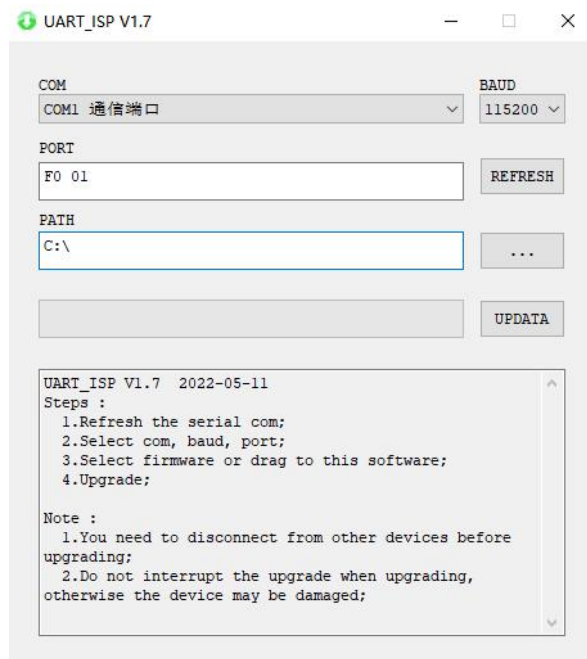 UART_ISP V1.7
COM
BAUD
COM1 通信端口
115200
PORT
F0 01
REFRESH
PATH
C:\
...
UPDATA
UART_ISP V1.7  2022-05-11
Steps :
  1.Refresh the serial com;
  2.Select com, baud, port;
  3.Select firmware or drag to this software;
  4.Upgrade;
Note :
  1.You need to disconnect from other devices before
upgrading;
  2.Do not interrupt the upgrade when upgrading,
otherwise the device may be damaged;